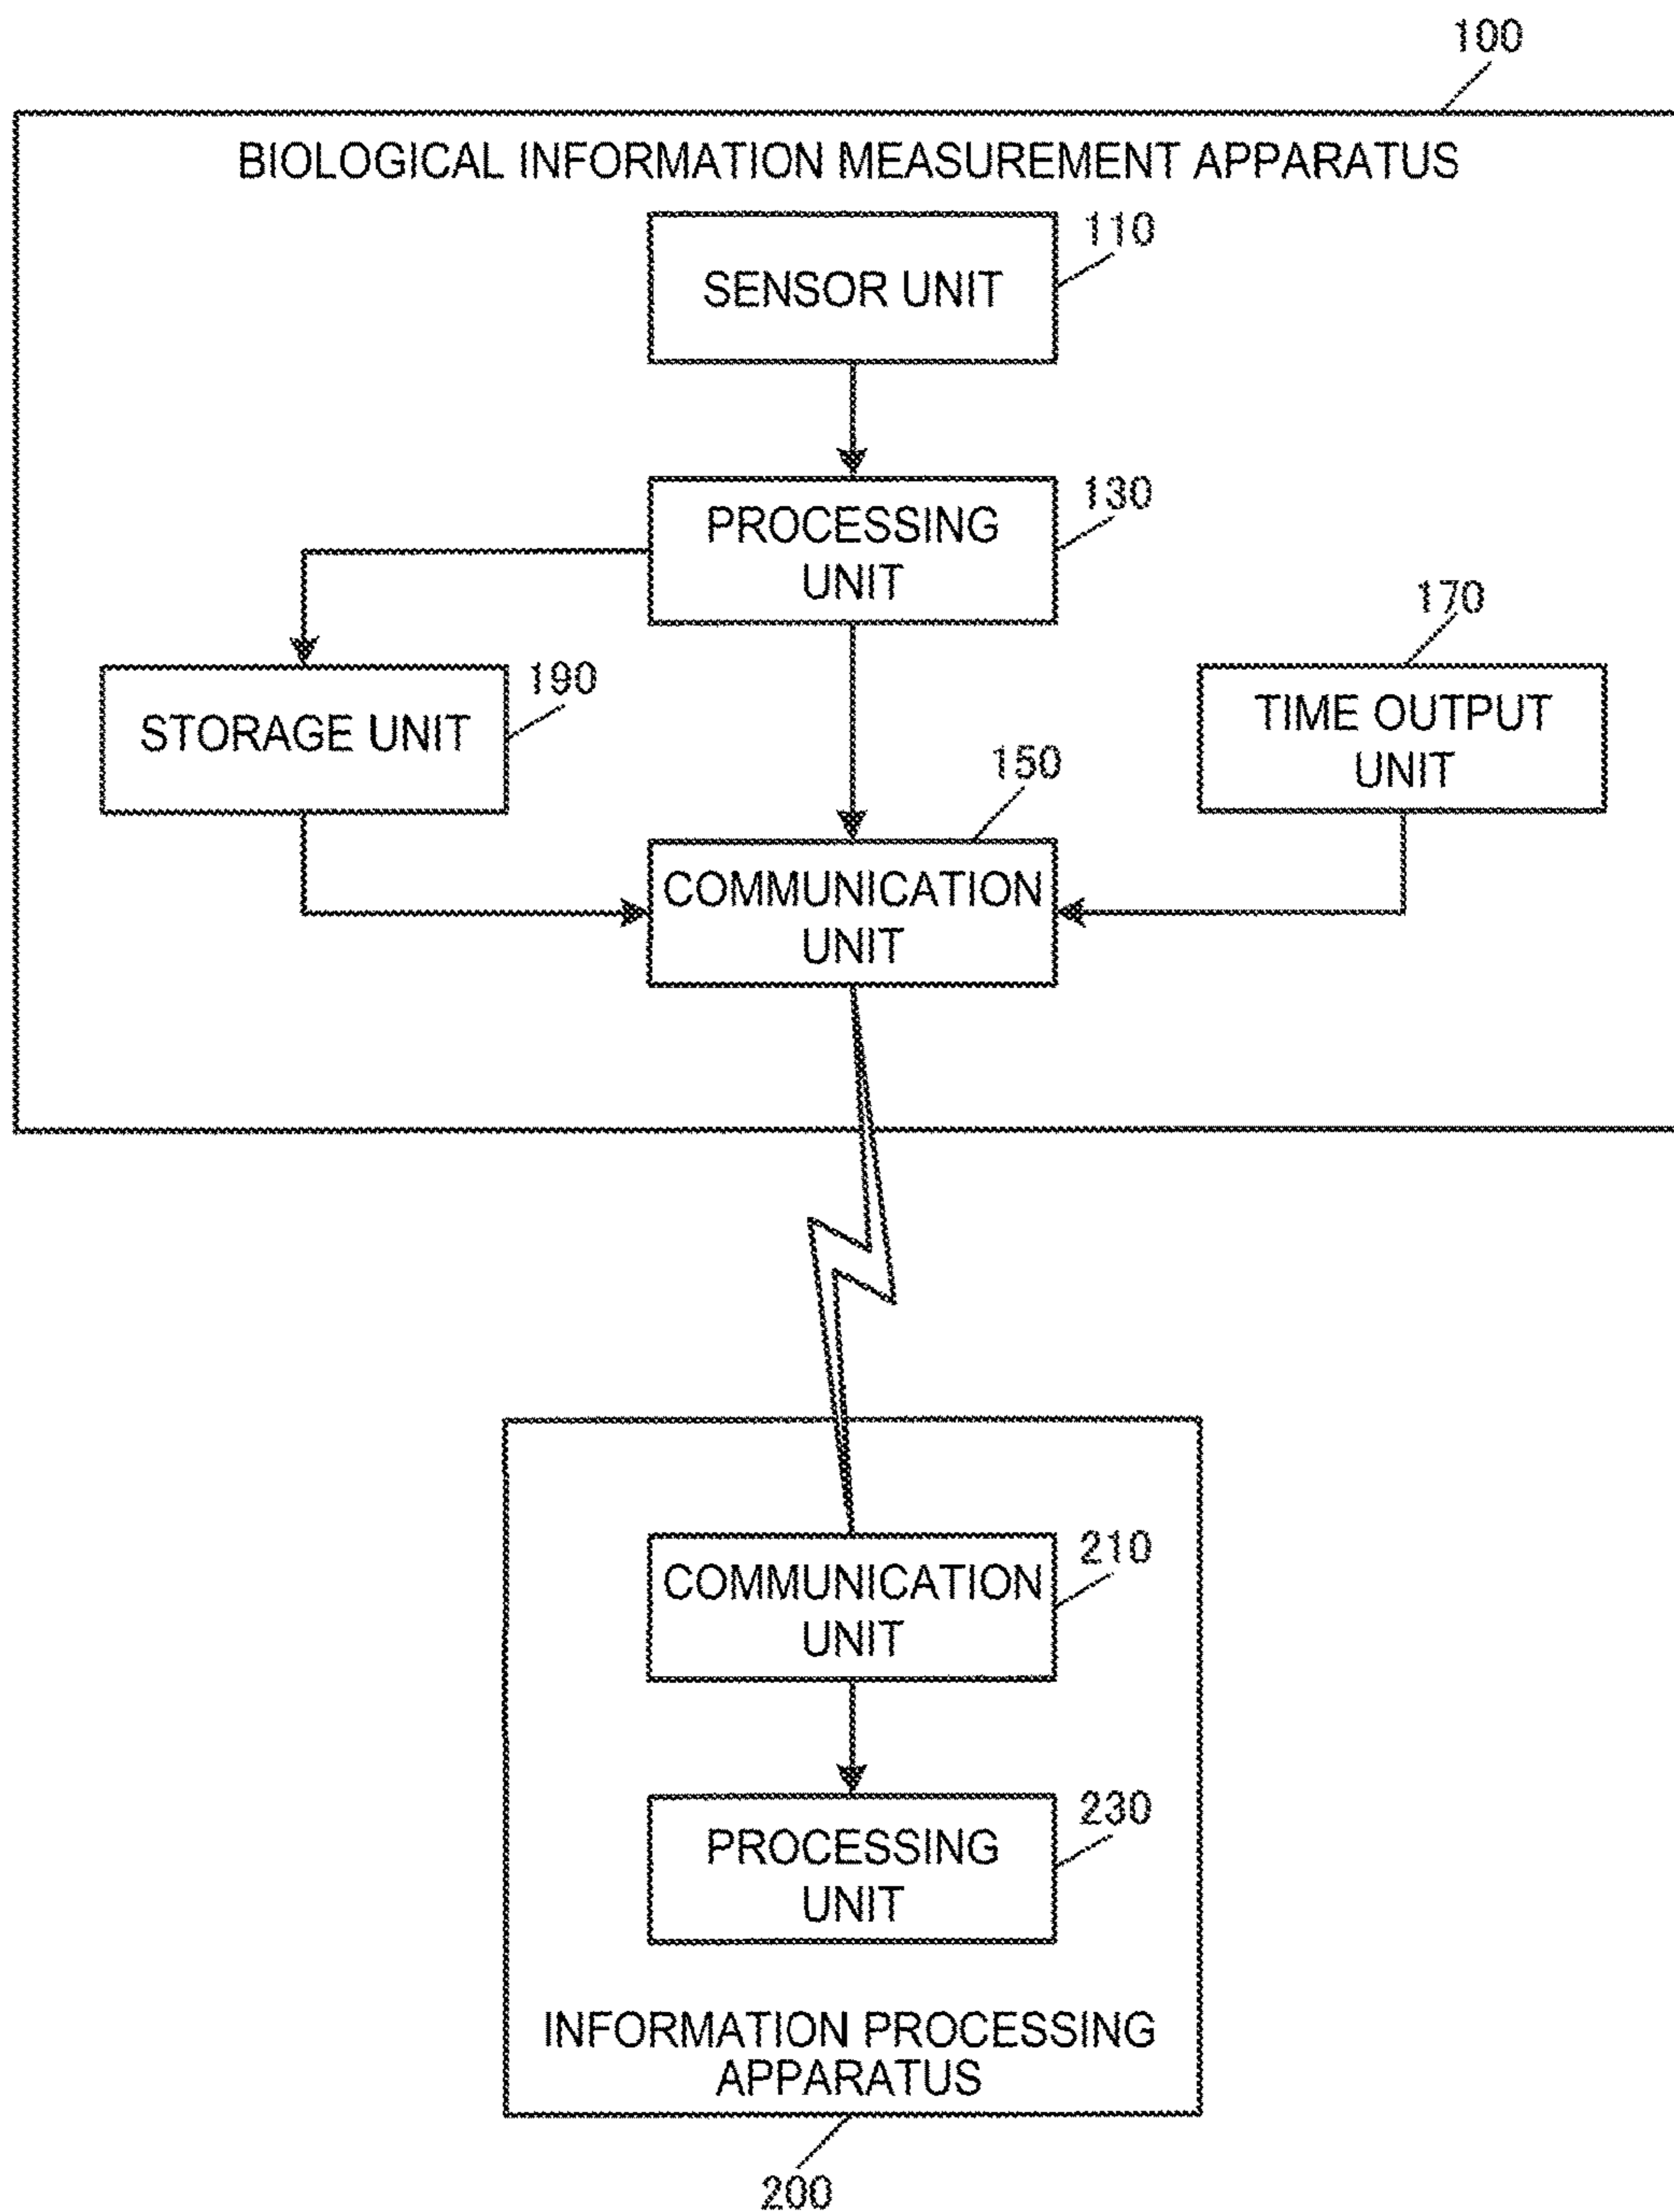 100
BIOLOGICAL INFORMATION MEASUREMENT APPARATUS
110
SENSOR UNIT
130
PROCESSING
UNIT
170
190
STORAGE UNIT
TIME OUTPUT
UNIT
150
COMMUNICATION
UNIT
210
COMMUNICATION
UNIT
230
PROCESSING
UNIT
INFORMATION PROCESSING
APPARATUS
200